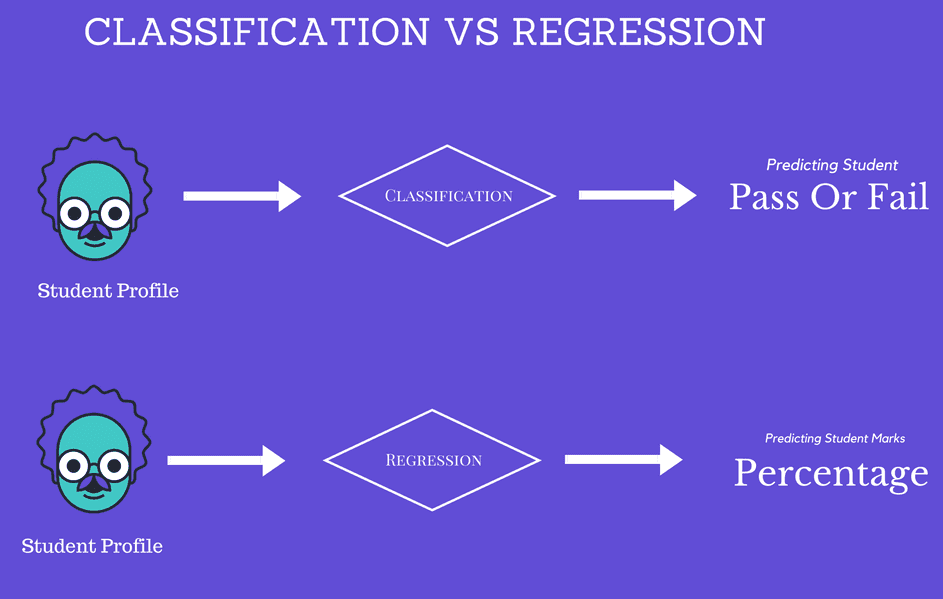 CLASSIFICATION VS REGRESSION
Student Profile
CLASSIFICATION
Predicting Student
Pass Or Fail
Student Profile
REGRESSION
Predicting Student Marks
Percentage